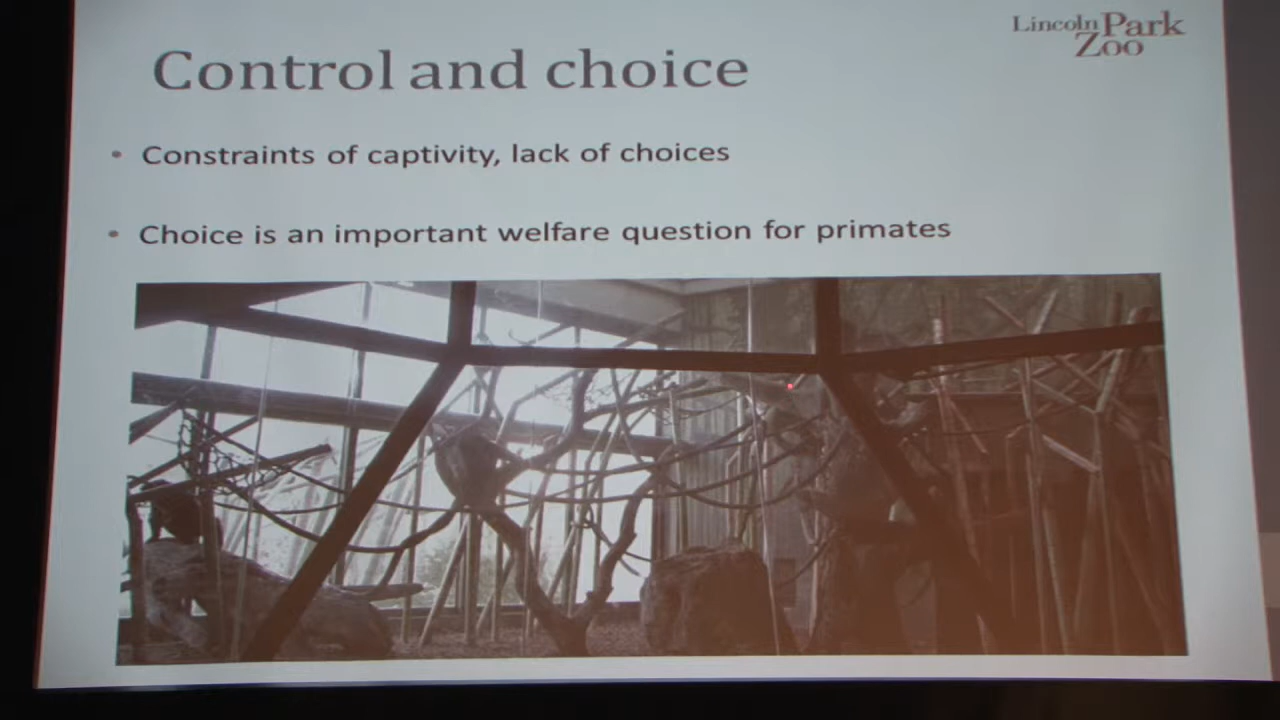 Lincoln Park
Zoo
Control and choice
• Constraints of captivity, lack of choices
• Choice is an important welfare question for primates